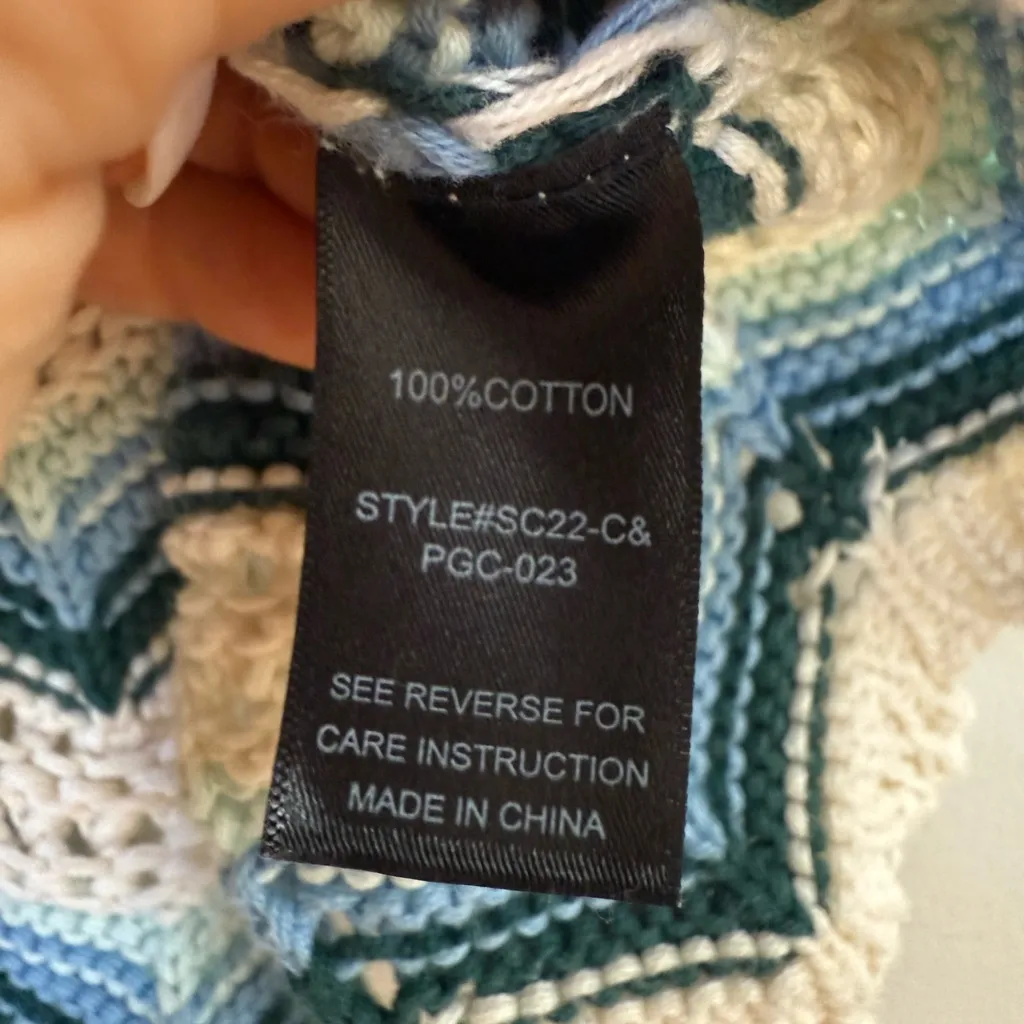 100%COTTON
STYLE#SC22-C&
PGC-023
SEE REVERSE FOR
CARE INSTRUCTION
MADE IN CHINA